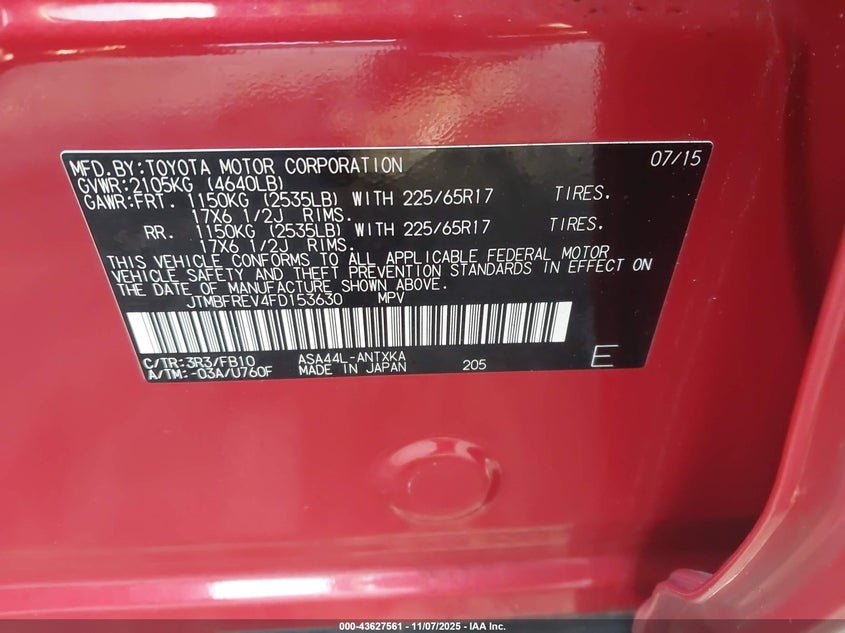 MFD.BY:TOYOTA MOTOR CORPORATION 07/15
GVWR:2105KG (4640LB)
GAWR:FRT. 1150KG (2535LB) WITH 225/65R17 TIRES.
17X6 1/2J RIMS.
RR. 1150KG (2535LB) WITH 225/65R17 TIRES.
17X6 1/2J RIMS.
THIS VEHICLE CONFORMS TO ALL APPLICABLE FEDERAL MOTOR
VEHICLE SAFETY AND THEFT PREVENTION STANDARDS IN EFFECT ON
THE DATE OF MANUFACTURE SHOWN ABOVE.
JTMBFREV4FD153630 MPV
C/TR:3R3/FB10 ASA44L-ANTXKA
A/TM:-03A/U760F MADE IN JAPAN 205 E
000-43627561 - 11/07/2025 - IAA Inc.